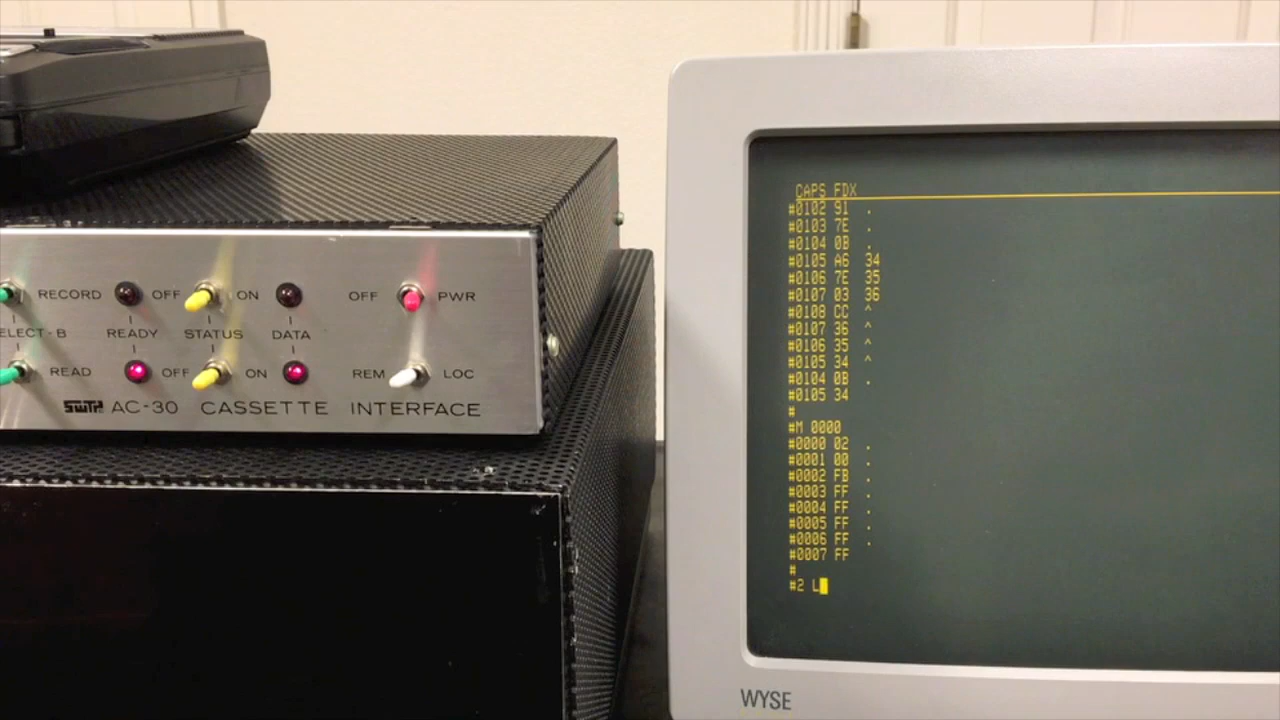 RECORD OFF ON OFF PWR
ELECT-B READY STATUS DATA
READ OFF ON REM LOC
SWTP AC-30 CASSETTE INTERFACE
CAPS FDX
#0102 91 .
#0103 7E .
#0104 0B .
#0105 A6 34
#0106 7E 35
#0107 03 36
#0108 CC ^
#0107 36 ^
#0106 35 ^
#0105 34 ^
#0104 0B .
#0105 34
#
#M 0000
#0000 02 .
#0001 00 .
#0002 FB .
#0003 FF .
#0004 FF .
#0005 FF .
#0006 FF .
#0007 FF
#
#2 L
WYSE